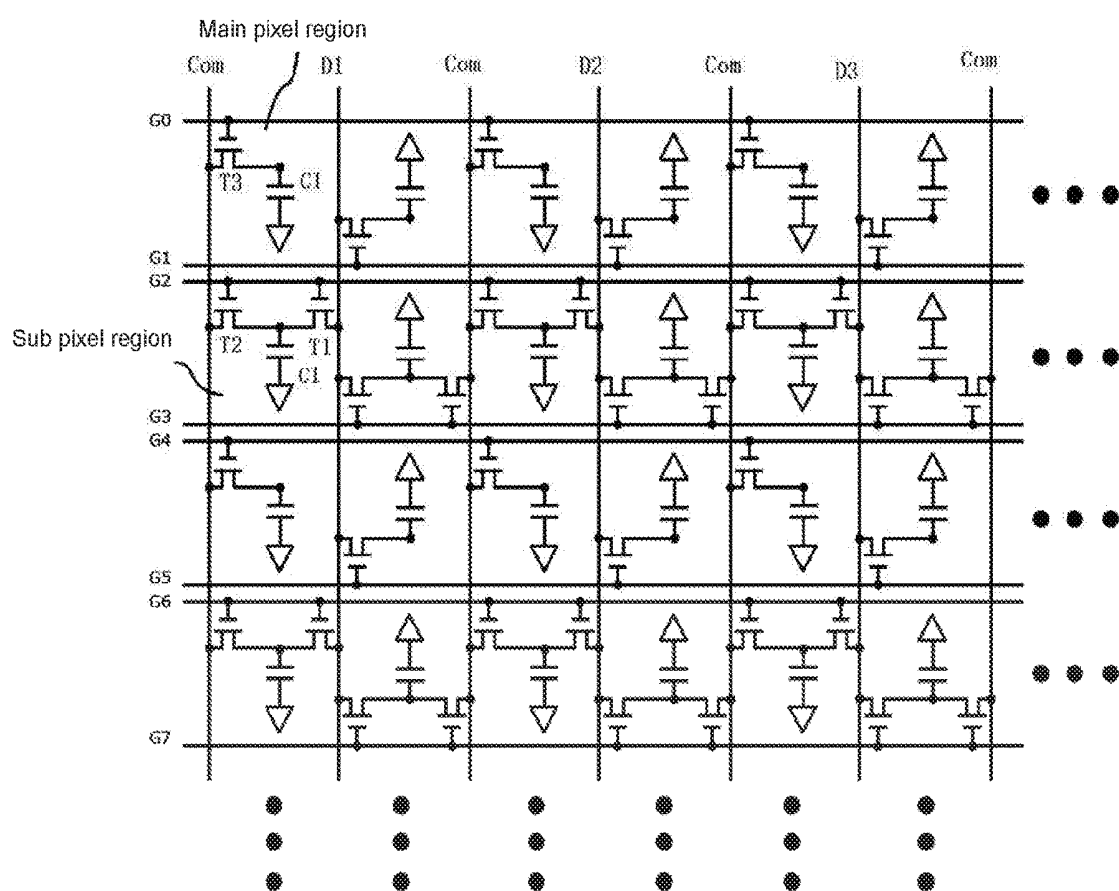 Main pixel region
Com D1 Com D2 Com D3 Com
G0
T3 C1
G1
G2
Sub pixel region T2 T1
C1
G3
G4
G5
G6
G7